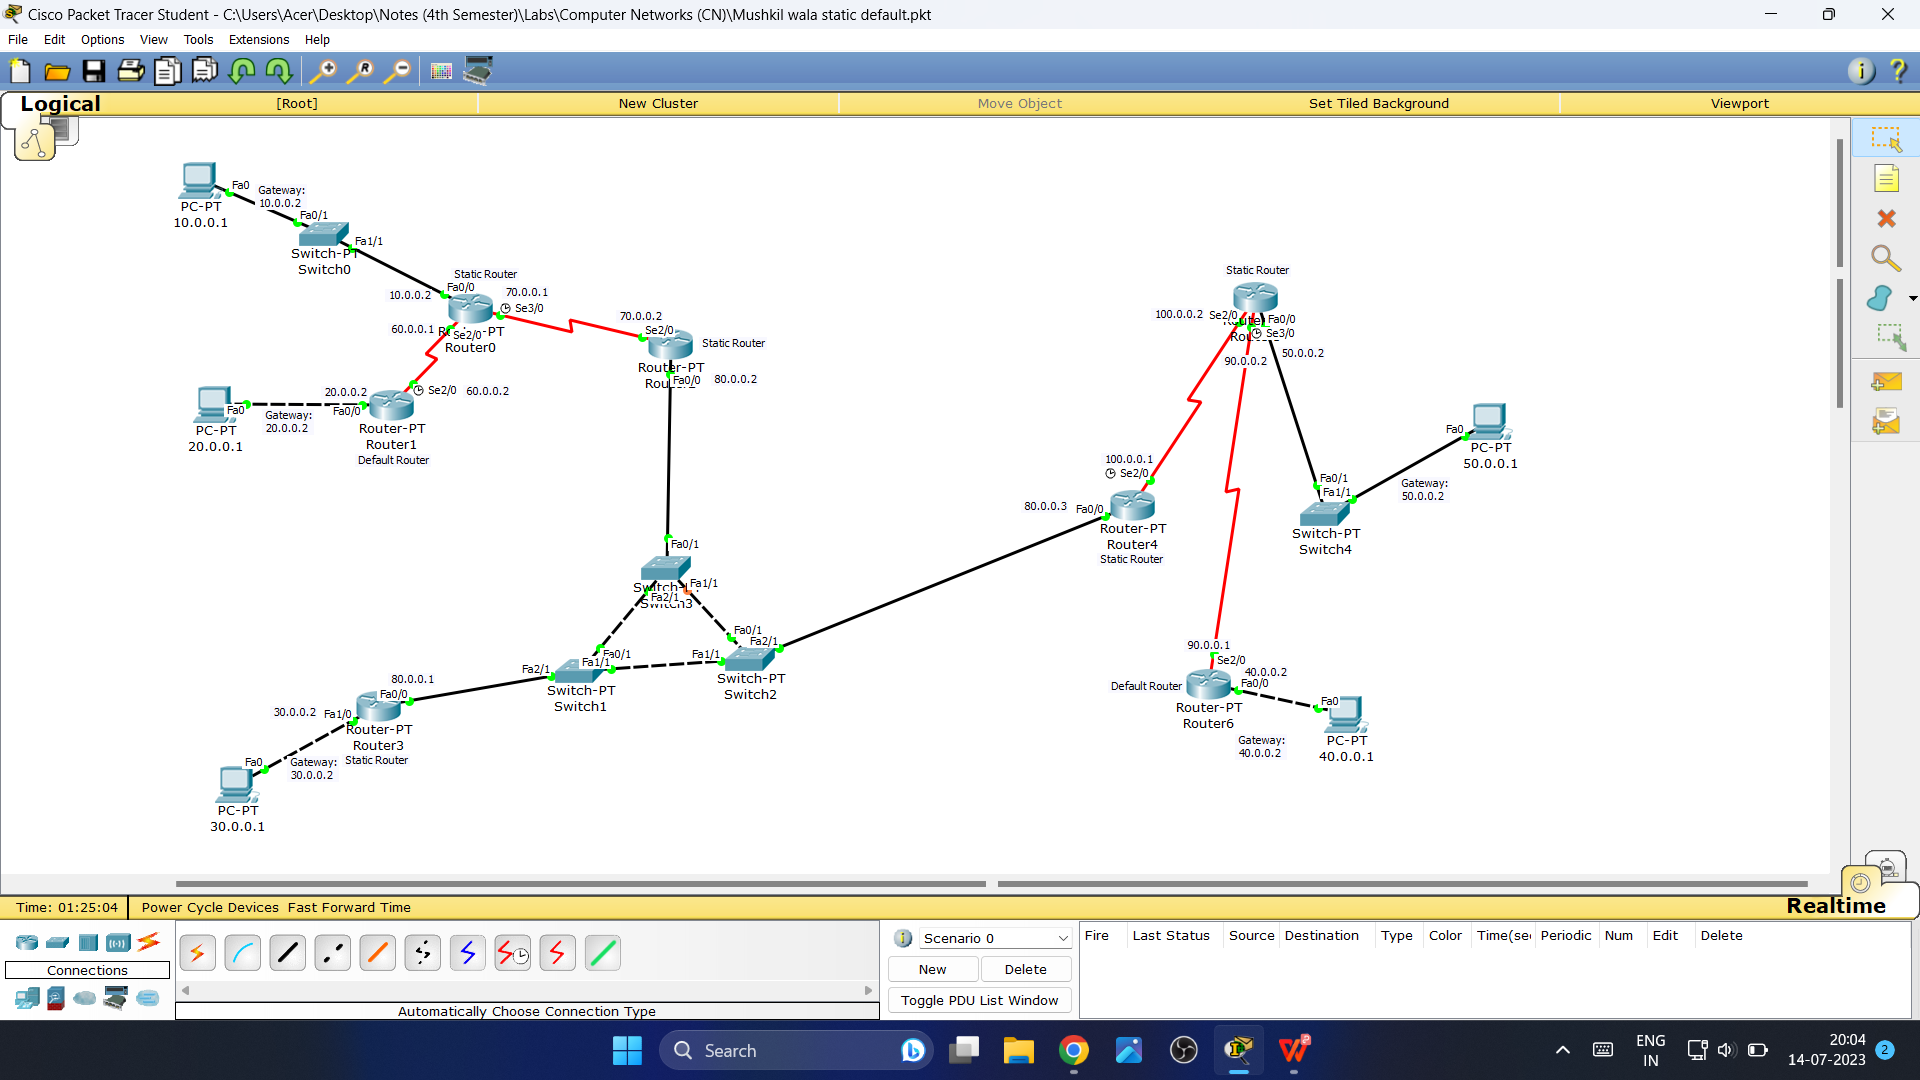 Cisco Packet Tracer Student - C:\Users\Acer\Desktop\Notes (4th Semester)\Labs\Computer Networks (CN)\Mushkil wala static default.pkt
File Edit Options View Tools Extensions Help
Logical [Root] New Cluster Move Object Set Tiled Background Viewport
Fa0
Gateway:
10.0.0.2
PC-PT
10.0.0.1
Fa0/1
Fa1/1
Switch-PT
Switch0
Static Router
10.0.0.2 Fa0/0
70.0.0.1
Se3/0
60.0.0.1
Se2/0
Router0
70.0.0.2
Se2/0
Static Router
Router-PT
Fa0/0 80.0.0.2
Se2/0 60.0.0.2
20.0.0.2
Fa0/0
Router-PT
Router1
Default Router
Fa0
Gateway:
20.0.0.2
PC-PT
20.0.0.1
Fa0/1
Fa1/1
Fa2/1
Switch3
Fa0/1
Fa2/1
Fa1/1
Switch-PT
Switch2
Fa0/1
Fa1/1
Fa2/1
Switch-PT
Switch1
80.0.0.1
Fa0/0
30.0.0.2 Fa1/0
Router-PT
Router3
Static Router
Fa0
Gateway:
30.0.0.2
PC-PT
30.0.0.1
Static Router
100.0.0.2 Se2/0
Fa0/0
Se3/0
50.0.0.2
90.0.0.2
100.0.0.1
Se2/0
80.0.0.3 Fa0/0
Router-PT
Router4
Static Router
Fa0
PC-PT
50.0.0.1
Gateway:
50.0.0.2
Fa0/1
Fa1/1
Switch-PT
Switch4
90.0.0.1
Se2/0
40.0.0.2
Fa0/0
Default Router
Router-PT
Router6
Gateway:
40.0.0.2
Fa0
PC-PT
40.0.0.1
Time: 01:25:04 Power Cycle Devices Fast Forward Time
Realtime
Connections
Automatically Choose Connection Type
Scenario 0
New Delete
Toggle PDU List Window
Fire Last Status Source Destination Type Color Time(sec Periodic Num Edit Delete
Search
ENG
IN
20:04
14-07-2023
2